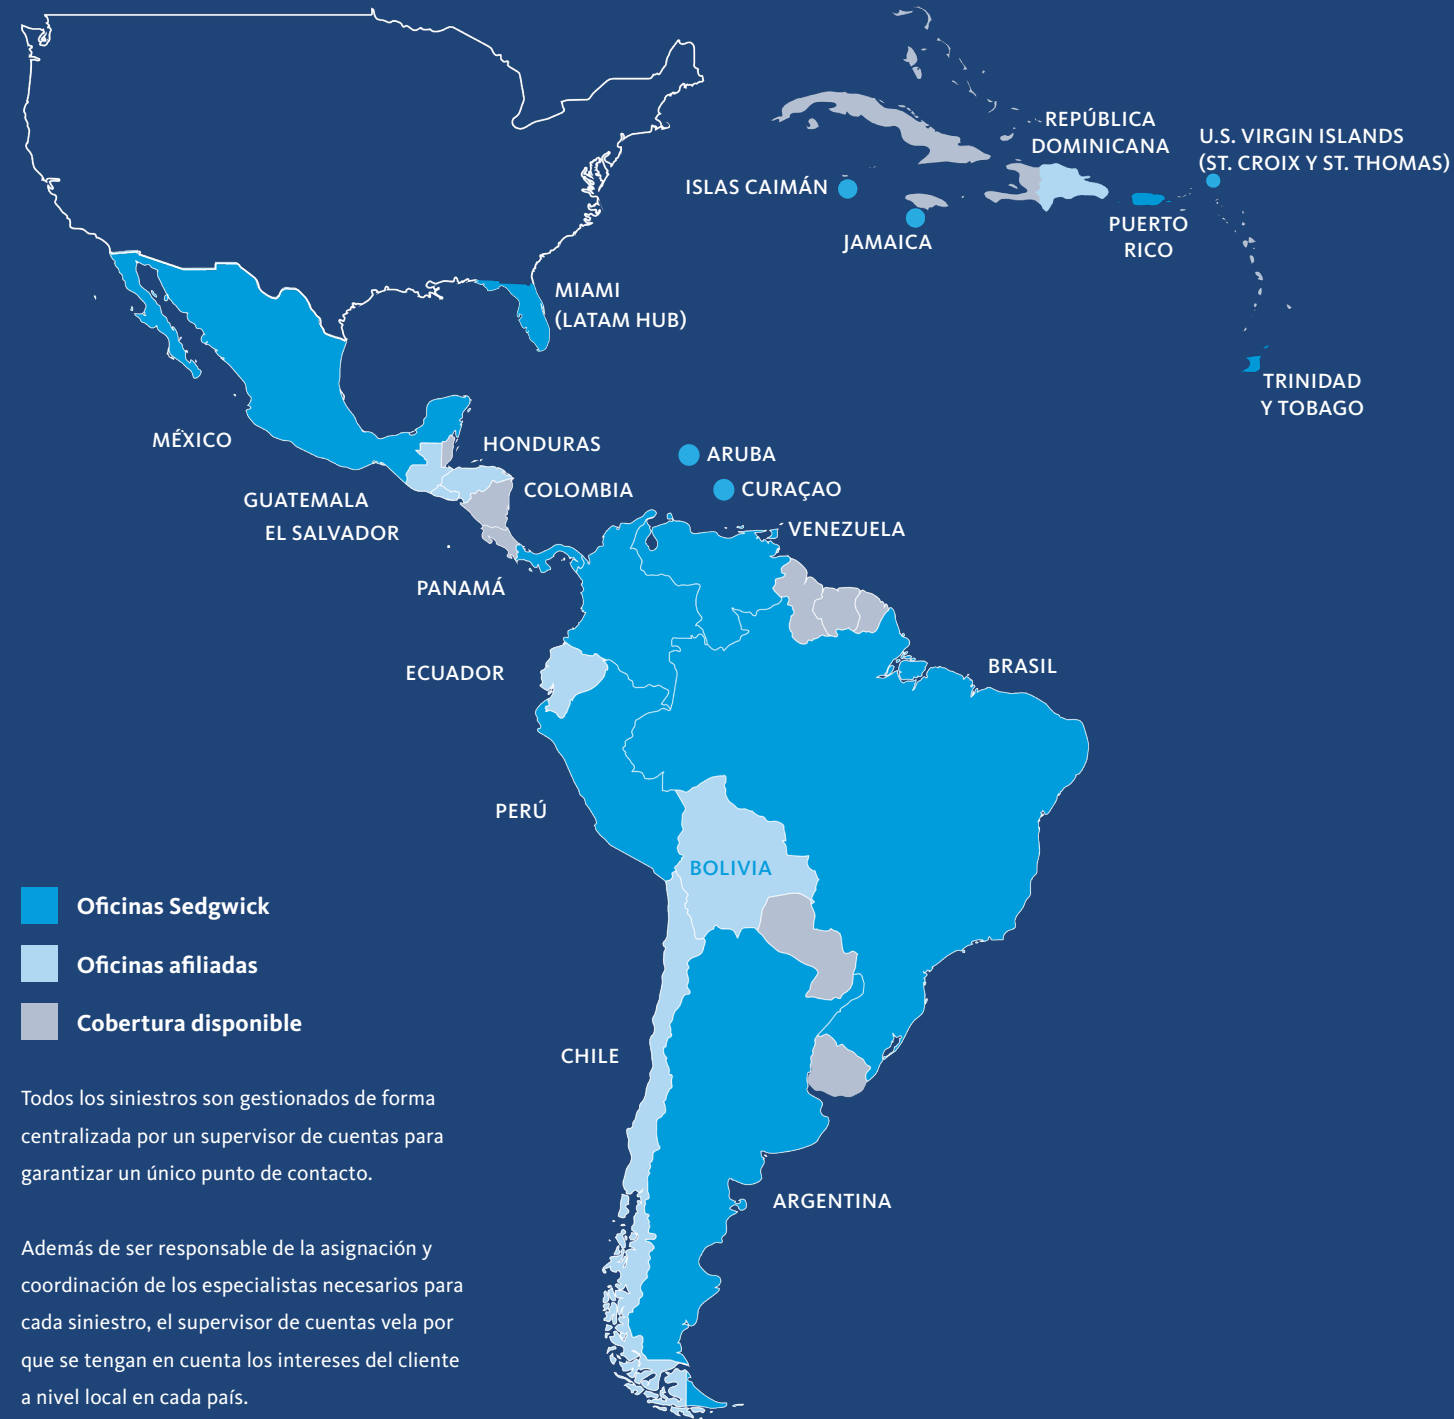 REPÚBLICA
DOMINICANA
U.S. VIRGIN ISLANDS
(ST. CROIX Y ST. THOMAS)
ISLAS CAIMÁN
JAMAICA
PUERTO
RICO
MIAMI
(LATAM HUB)
TRINIDAD
Y TOBAGO
MÉXICO
HONDURAS
ARUBA
GUATEMALA
COLOMBIA
CURAÇAO
EL SALVADOR
VENEZUELA
PANAMÁ
ECUADOR
BRASIL
PERÚ
BOLIVIA
CHILE
ARGENTINA
Oficinas Sedgwick
Oficinas afiliadas
Cobertura disponible
Todos los siniestros son gestionados de forma
centralizada por un supervisor de cuentas para
garantizar un único punto de contacto.
Además de ser responsable de la asignación y
coordinación de los especialistas necesarios para
cada siniestro, el supervisor de cuentas vela por
que se tengan en cuenta los intereses del cliente
a nivel local en cada país.